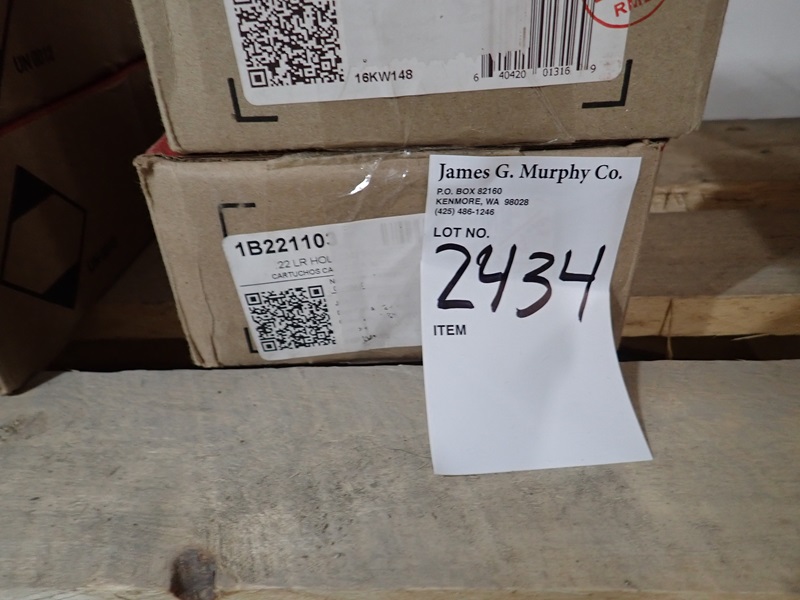 16KW148
6 40420 01316 9
James G. Murphy Co.
P.O. BOX 82160
KENMORE, WA 98028
(425) 486-1246
LOT NO.
2434
ITEM
1B221103
.22 LR HOL
CARTUCHOS CA